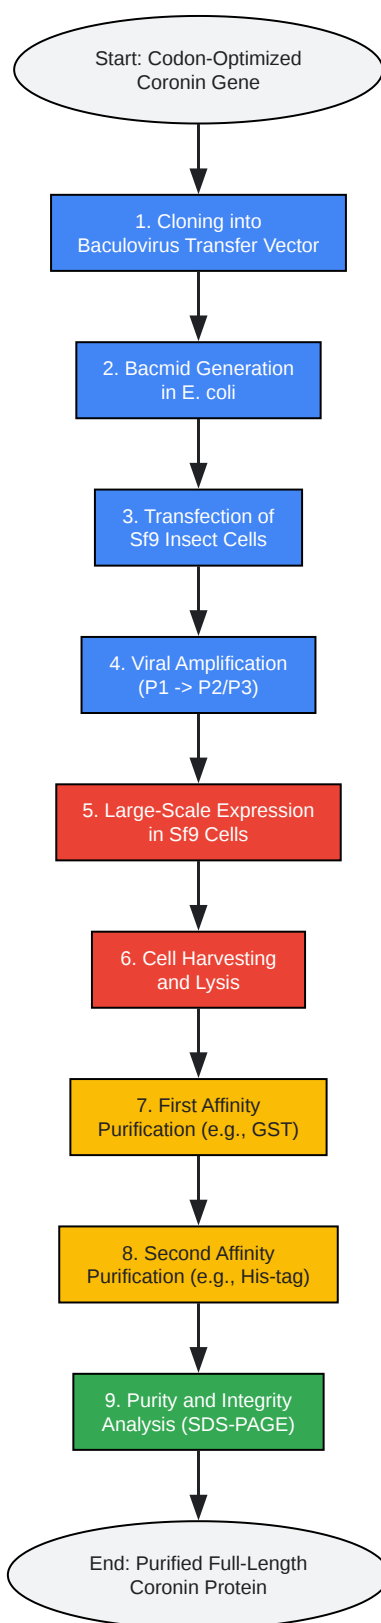 Start: Codon-Optimized
Coronin Gene
1. Cloning into
Baculovirus Transfer Vector
2. Bacmid Generation
in E. coli
3. Transfection of
Sf9 Insect Cells
4. Viral Amplification
(P1 -> P2/P3)
5. Large-Scale Expression
in Sf9 Cells
6. Cell Harvesting
and Lysis
7. First Affinity
Purification (e.g., GST)
8. Second Affinity
Purification (e.g., His-tag)
9. Purity and Integrity
Analysis (SDS-PAGE)
End: Purified Full-Length
Coronin Protein